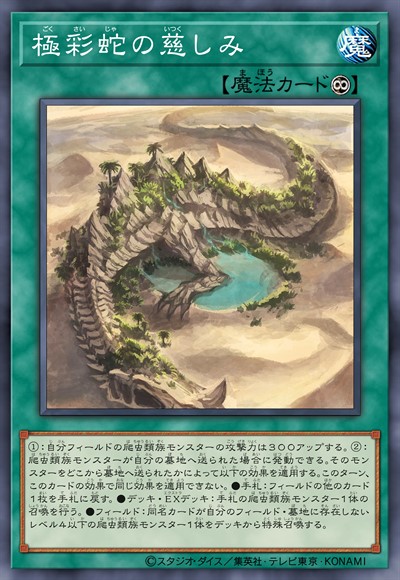 極彩蛇の慈しみ
魔
【魔法カード】
①:自分フィールドの爬虫類族モンスターの攻撃力は３００アップする。②:
爬虫類族モンスターが自分の墓地へ送られた場合に発動できる。そのモン
スターをどこから墓地へ送られたかによって以下の効果を適用する。このターン、
このカードの効果で同じ効果を適用できない。●手札:フィールドの他のカード
1枚を手札に戻す。●デッキ・EXデッキ:手札の爬虫類族モンスター1体の
召喚を行う。●フィールド:同名カードが自分のフィールド・墓地に存在しない
レベル４以下の爬虫類族モンスター1体をデッキから特殊召喚する。
©スタジオ・ダイス／集英社・テレビ東京・KONAMI